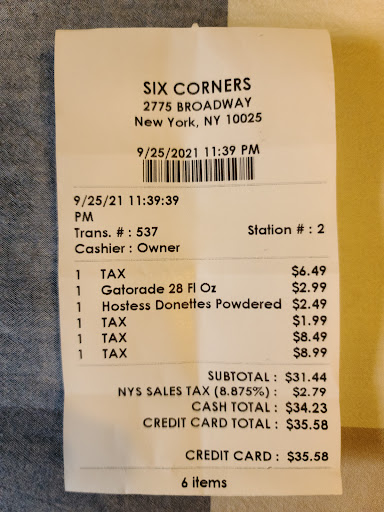 SIX CORNERS
2775 BROADWAY
New York, NY 10025
9/25/2021 11:39 PM
9/25/21 11:39:39
PM
Trans. # : 537 Station # : 2
Cashier : Owner
1 TAX $6.49
1 Gatorade 28 Fl Oz $2.99
1 Hostess Donettes Powdered $2.49
1 TAX $1.99
1 TAX $8.49
1 TAX $8.99
SUBTOTAL : $31.44
NYS SALES TAX (8.875%) : $2.79
CASH TOTAL : $34.23
CREDIT CARD TOTAL : $35.58
CREDIT CARD : $35.58
6 items